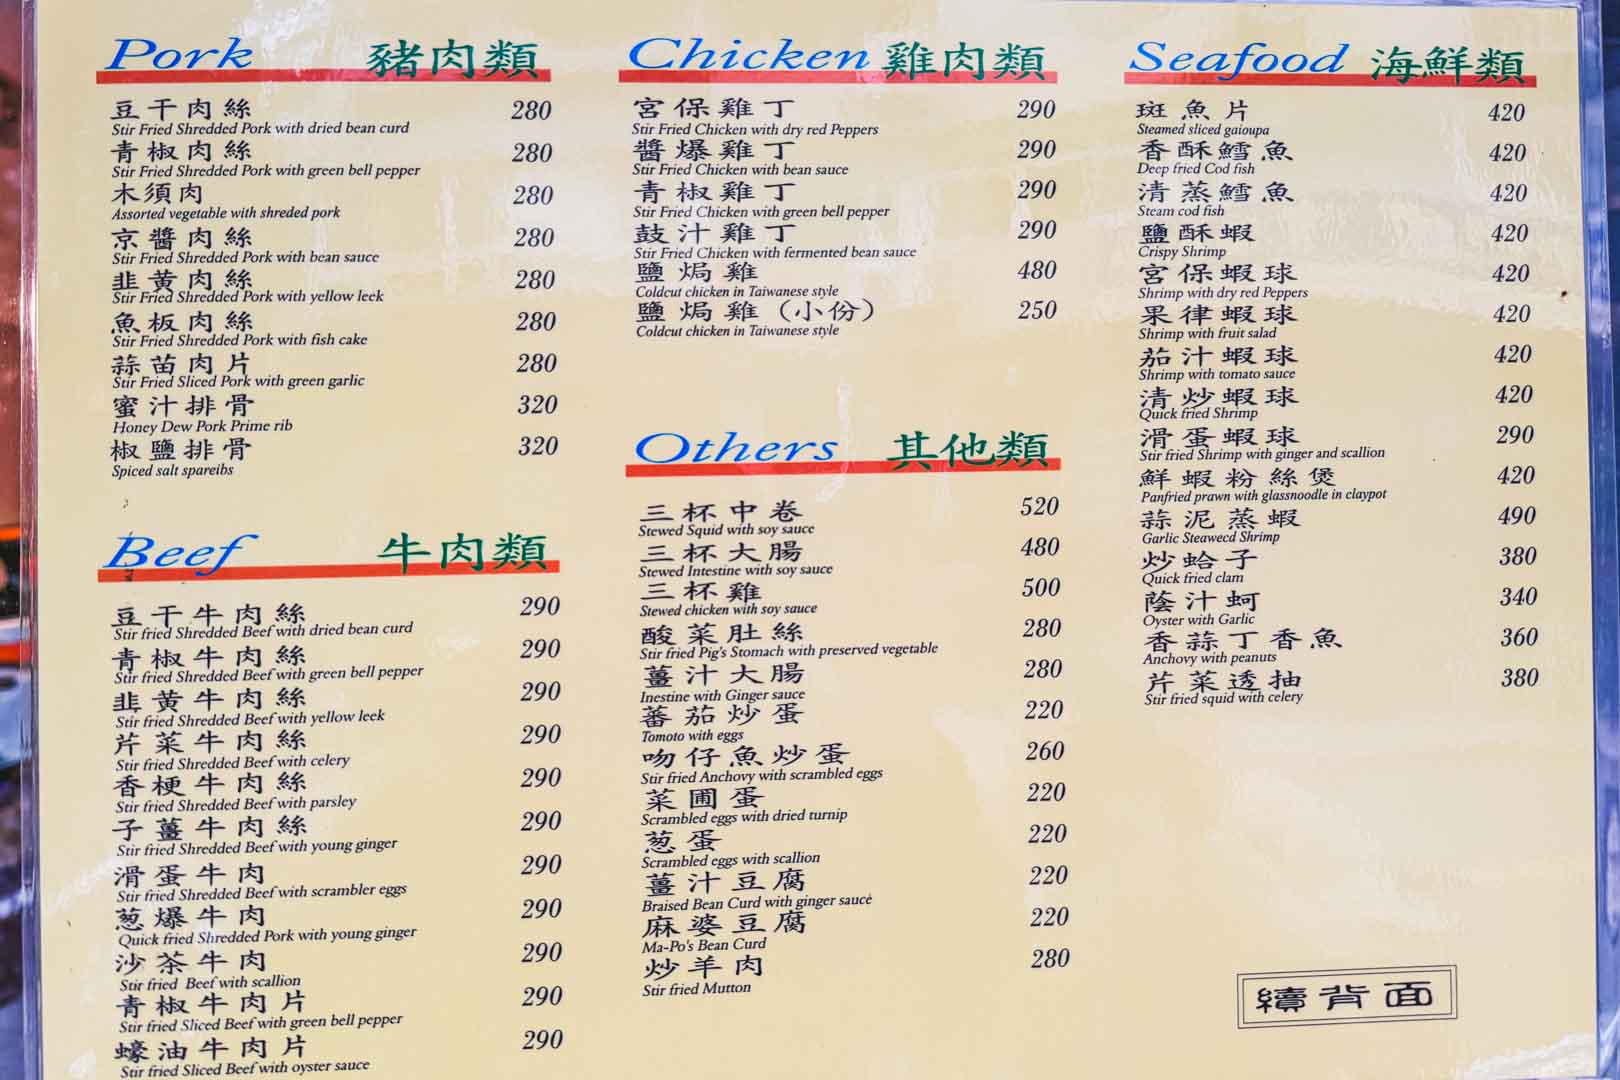 Pork 豬肉類
豆干肉絲 280
Stir Fried Shredded Pork with dried bean curd
青椒肉絲 280
Stir Fried Shredded Pork with green bell pepper
木須肉 280
Assorted vegetable with shreded pork
京醬肉絲 280
Stir Fried Shredded Pork with bean sauce
韭黃肉絲 280
Stir Fried Shredded Pork with yellow leek
魚板肉絲 280
Stir Fried Shredded Pork with fish cake
蒜苗肉片 280
Stir Fried Sliced Pork with green garlic
蜜汁排骨 320
Honey Dew Pork Prime rib
椒鹽排骨 320
Spiced salt spareibs
Beef 牛肉類
豆干牛肉絲 290
Stir fried Shredded Beef with dried bean curd
青椒牛肉絲 290
Stir fried Shredded Beef with green bell pepper
韭黃牛肉絲 290
Stir fried Shredded Beef with yellow leek
芹菜牛肉絲 290
Stir fried Shredded Beef with celery
香梗牛肉絲 290
Stir fried Shredded Beef with parsley
子薑牛肉絲 290
Stir fried Shredded Beef with young ginger
滑蛋牛肉 290
Stir fried Shredded Beef with scrambler eggs
葱爆牛肉 290
Quick fried Shredded Pork with young ginger
沙茶牛肉 290
Stir fried Beef with scallion
青椒牛肉片 290
Stir fried Sliced Beef with green bell pepper
蠔油牛肉片 290
Stir fried Sliced Beef with oyster sauce
Chicken 雞肉類
宮保雞丁 290
Stir Fried Chicken with dry red Peppers
醬爆雞丁 290
Stir Fried Chicken with bean sauce
青椒雞丁 290
Stir Fried Chicken with green bell pepper
鼓汁雞丁 290
Stir Fried Chicken with fermented bean sauce
鹽焗雞 480
Coldcut chicken in Taiwanese style
鹽焗雞（小份） 250
Coldcut chicken in Taiwanese style
Others 其他類
三杯中卷 520
Stewed Squid with soy sauce
三杯大腸 480
Stewed Intestine with soy sauce
三杯雞 500
Stewed chicken with soy sauce
酸菜肚絲 280
Stir fried Pig's Stomach with preserved vegetable
薑汁大腸 280
Inestine with Ginger sauce
蕃茄炒蛋 220
Tomoto with eggs
吻仔魚炒蛋 260
Stir fried Anchovy with scrambled eggs
菜圃蛋 220
Scrambled eggs with dried turnip
葱蛋 220
Scrambled eggs with scallion
薑汁豆腐 220
Braised Bean Curd with ginger sauce
麻婆豆腐 220
Ma-Po's Bean Curd
炒羊肉 280
Stir fried Mutton
Seafood 海鮮類
斑魚片 420
Steamed sliced gaioupa
香酥鱈魚 420
Deep fried Cod fish
清蒸鱈魚 420
Steam cod fish
鹽酥蝦 420
Crispy Shrimp
宮保蝦球 420
Shrimp with dry red Peppers
果律蝦球 420
Shrimp with fruit salad
茄汁蝦球 420
Shrimp with tomato sauce
清炒蝦球 420
Quick fried Shrimp
滑蛋蝦球 290
Stir fried Shrimp with ginger and scallion
鮮蝦粉絲煲 420
Panfried prawn with glassnoodle in claypot
蒜泥蒸蝦 490
Garlic Steawecd Shrimp
炒蛤子 380
Quick fried clam
蔭汁蚵 340
Oyster with Garlic
香蒜丁香魚 360
Anchovy with peanuts
芹菜透抽 380
Stir fried squid with celery
續背面